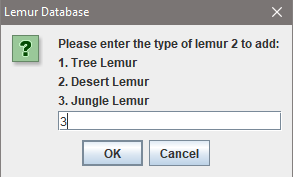 Lemur Database
Please enter the type of lemur 2 to add:
1. Tree Lemur
2. Desert Lemur
3. Jungle Lemur
3
OK Cancel